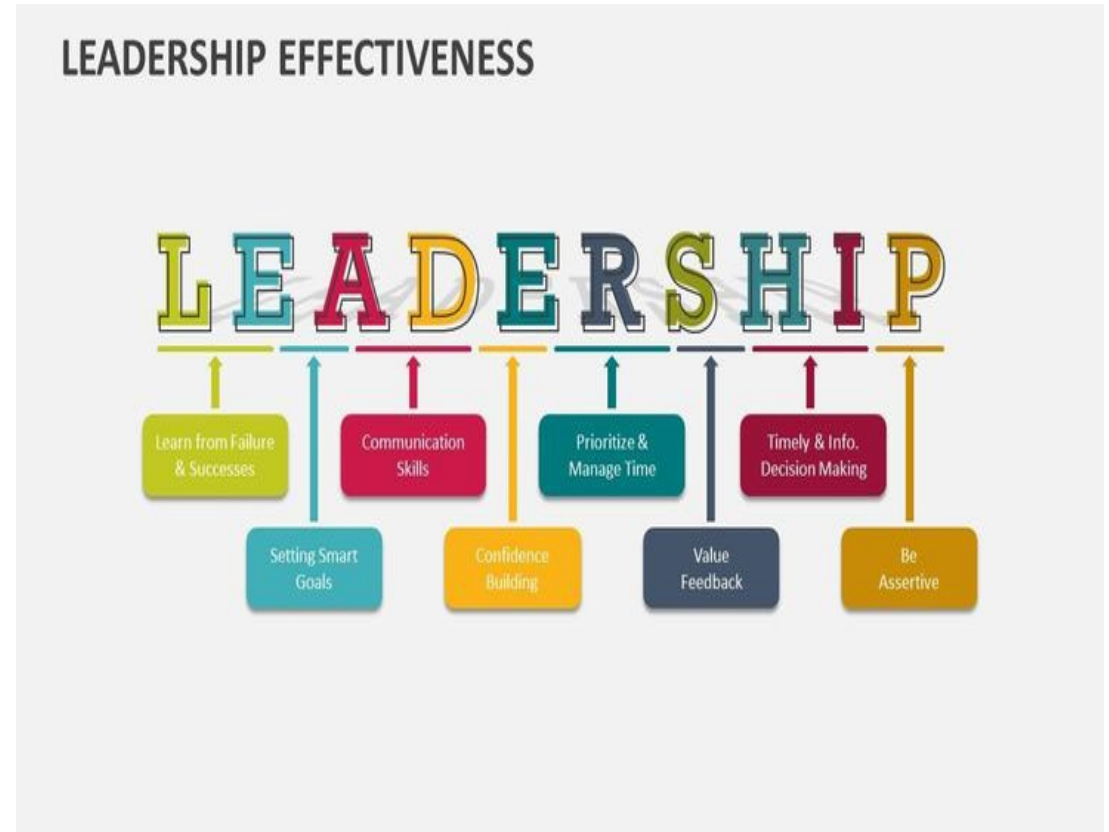 LEADERSHIP EFFECTIVENESS
LEADERSHIP
Learn from Failure
& Successes
Communication
Skills
Prioritize &
Manage Time
Timely & Info.
Decision Making
Setting Smart
Goals
Confidence
Building
Value
Feedback
Be
Assertive